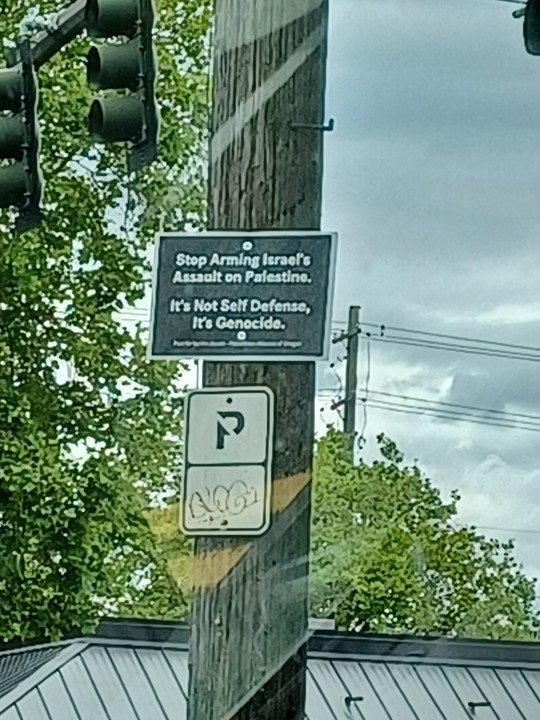 Stop Arming Israel's
Assault on Palestine.
It's Not Self Defense,
It's Genocide.
P